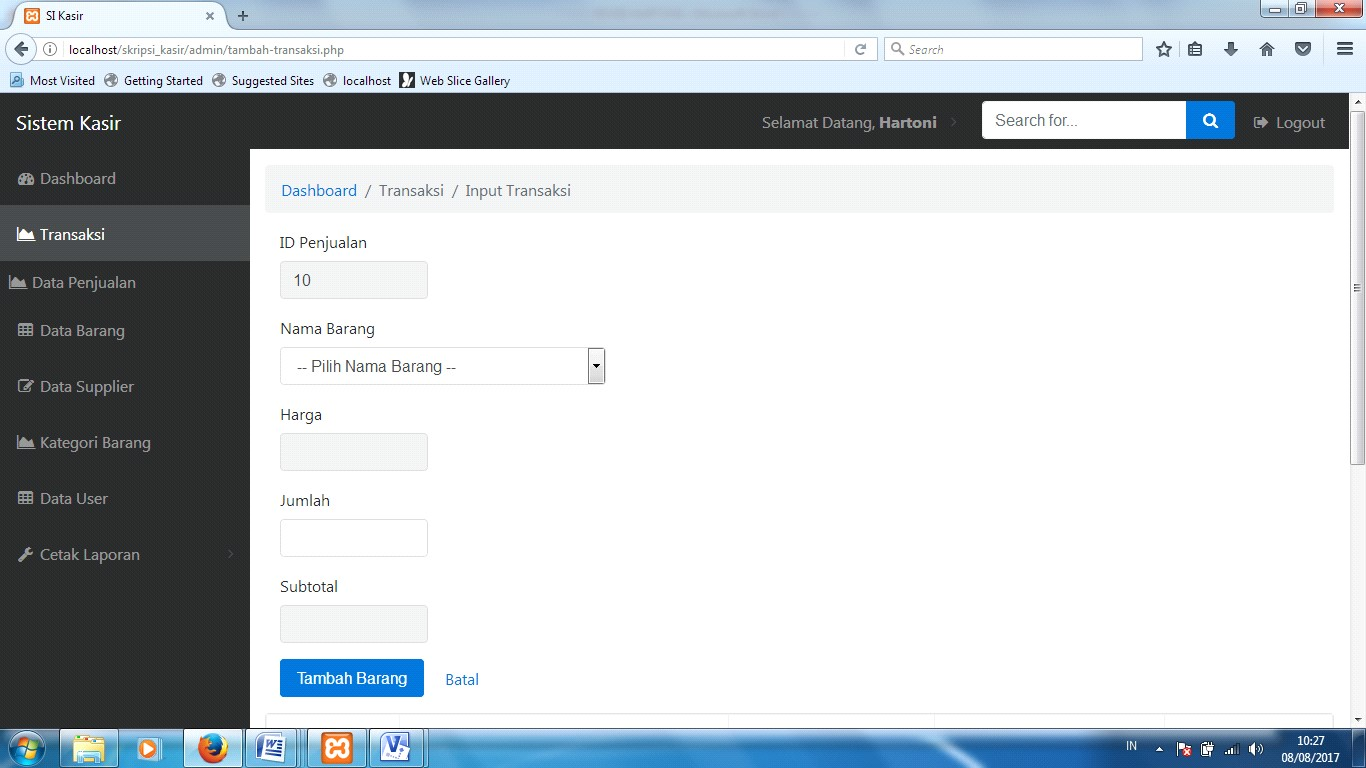 SI Kasir
localhost/skripsi_kasir/admin/tambah-transaksi.php
Search
Most Visited Getting Started Suggested Sites localhost Web Slice Gallery
Sistem Kasir
Selamat Datang, Hartoni
Search for...
Logout
Dashboard
Transaksi
Data Penjualan
Data Barang
Data Supplier
Kategori Barang
Data User
Cetak Laporan
Dashboard / Transaksi / Input Transaksi
ID Penjualan
10
Nama Barang
-- Pilih Nama Barang --
Harga
Jumlah
Subtotal
Tambah Barang Batal
IN
10:27
08/08/2017